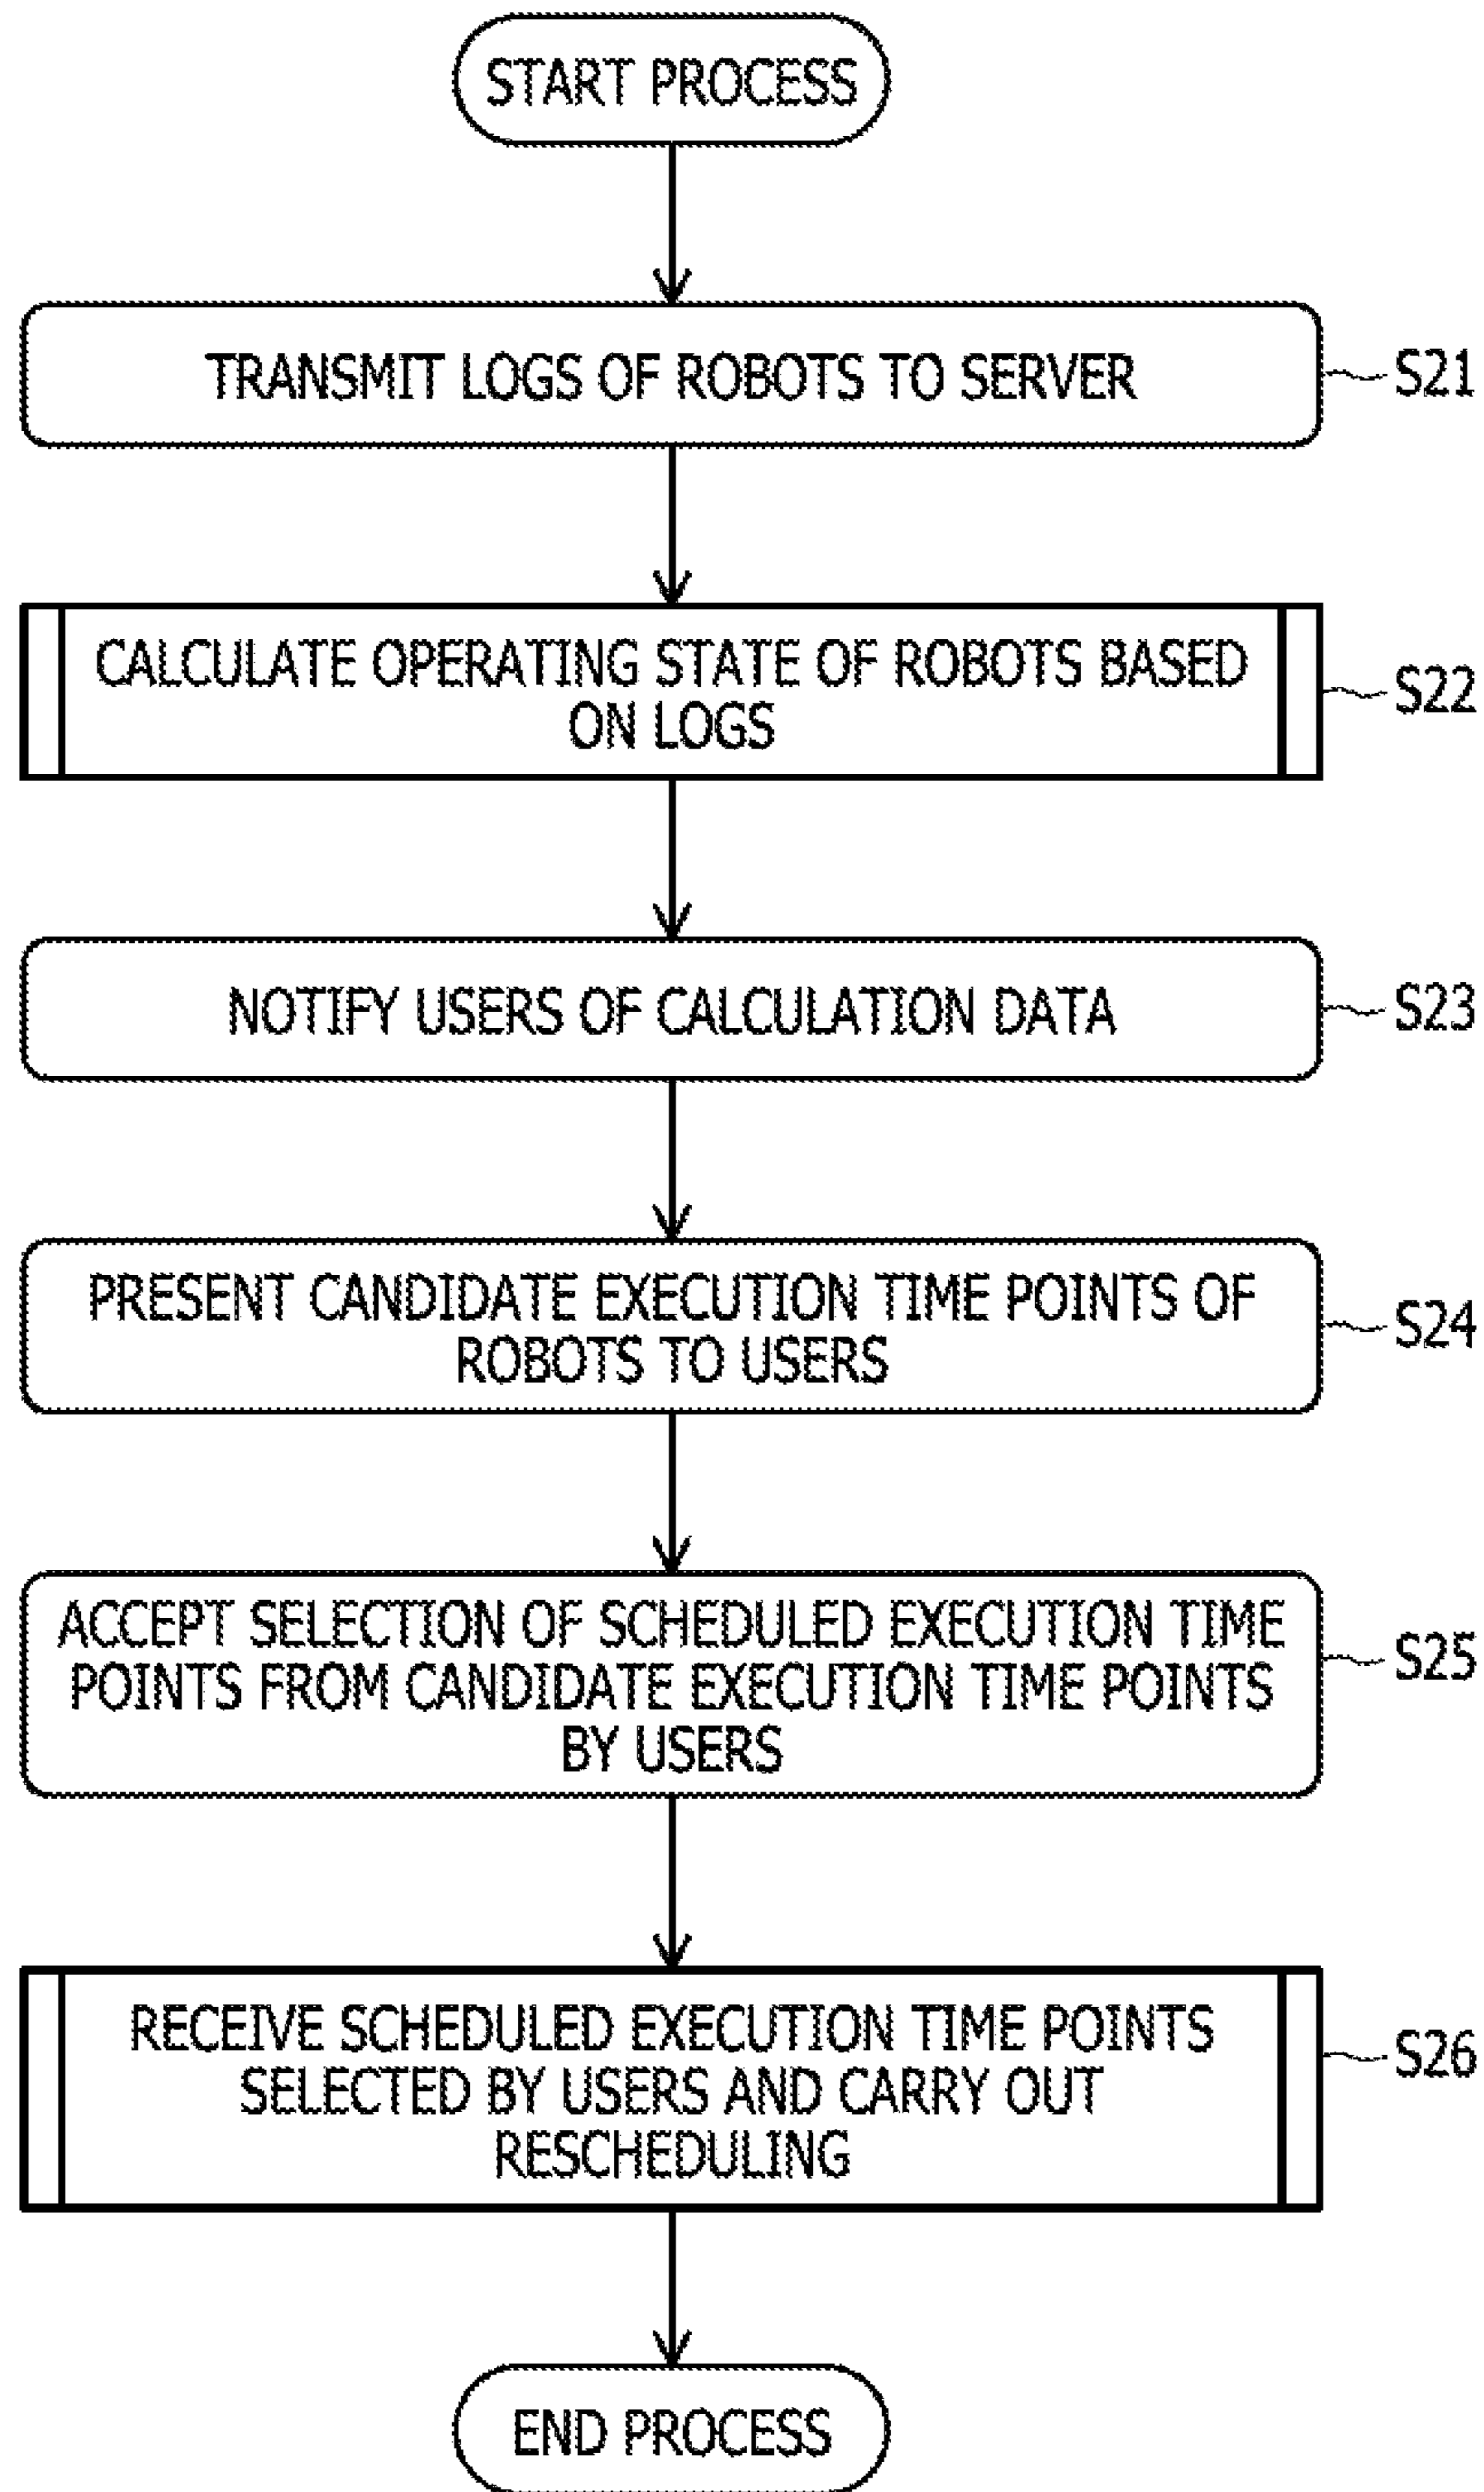 START PROCESS
TRANSMIT LOGS OF ROBOTS TO SERVER
S21
CALCULATE OPERATING STATE OF ROBOTS BASED
ON LOGS
S22
NOTIFY USERS OF CALCULATION DATA
S23
PRESENT CANDIDATE EXECUTION TIME POINTS OF
ROBOTS TO USERS
S24
ACCEPT SELECTION OF SCHEDULED EXECUTION TIME
POINTS FROM CANDIDATE EXECUTION TIME POINTS
BY USERS
S25
RECEIVE SCHEDULED EXECUTION TIME POINTS
SELECTED BY USERS AND CARRY OUT
RESCHEDULING
S26
END PROCESS